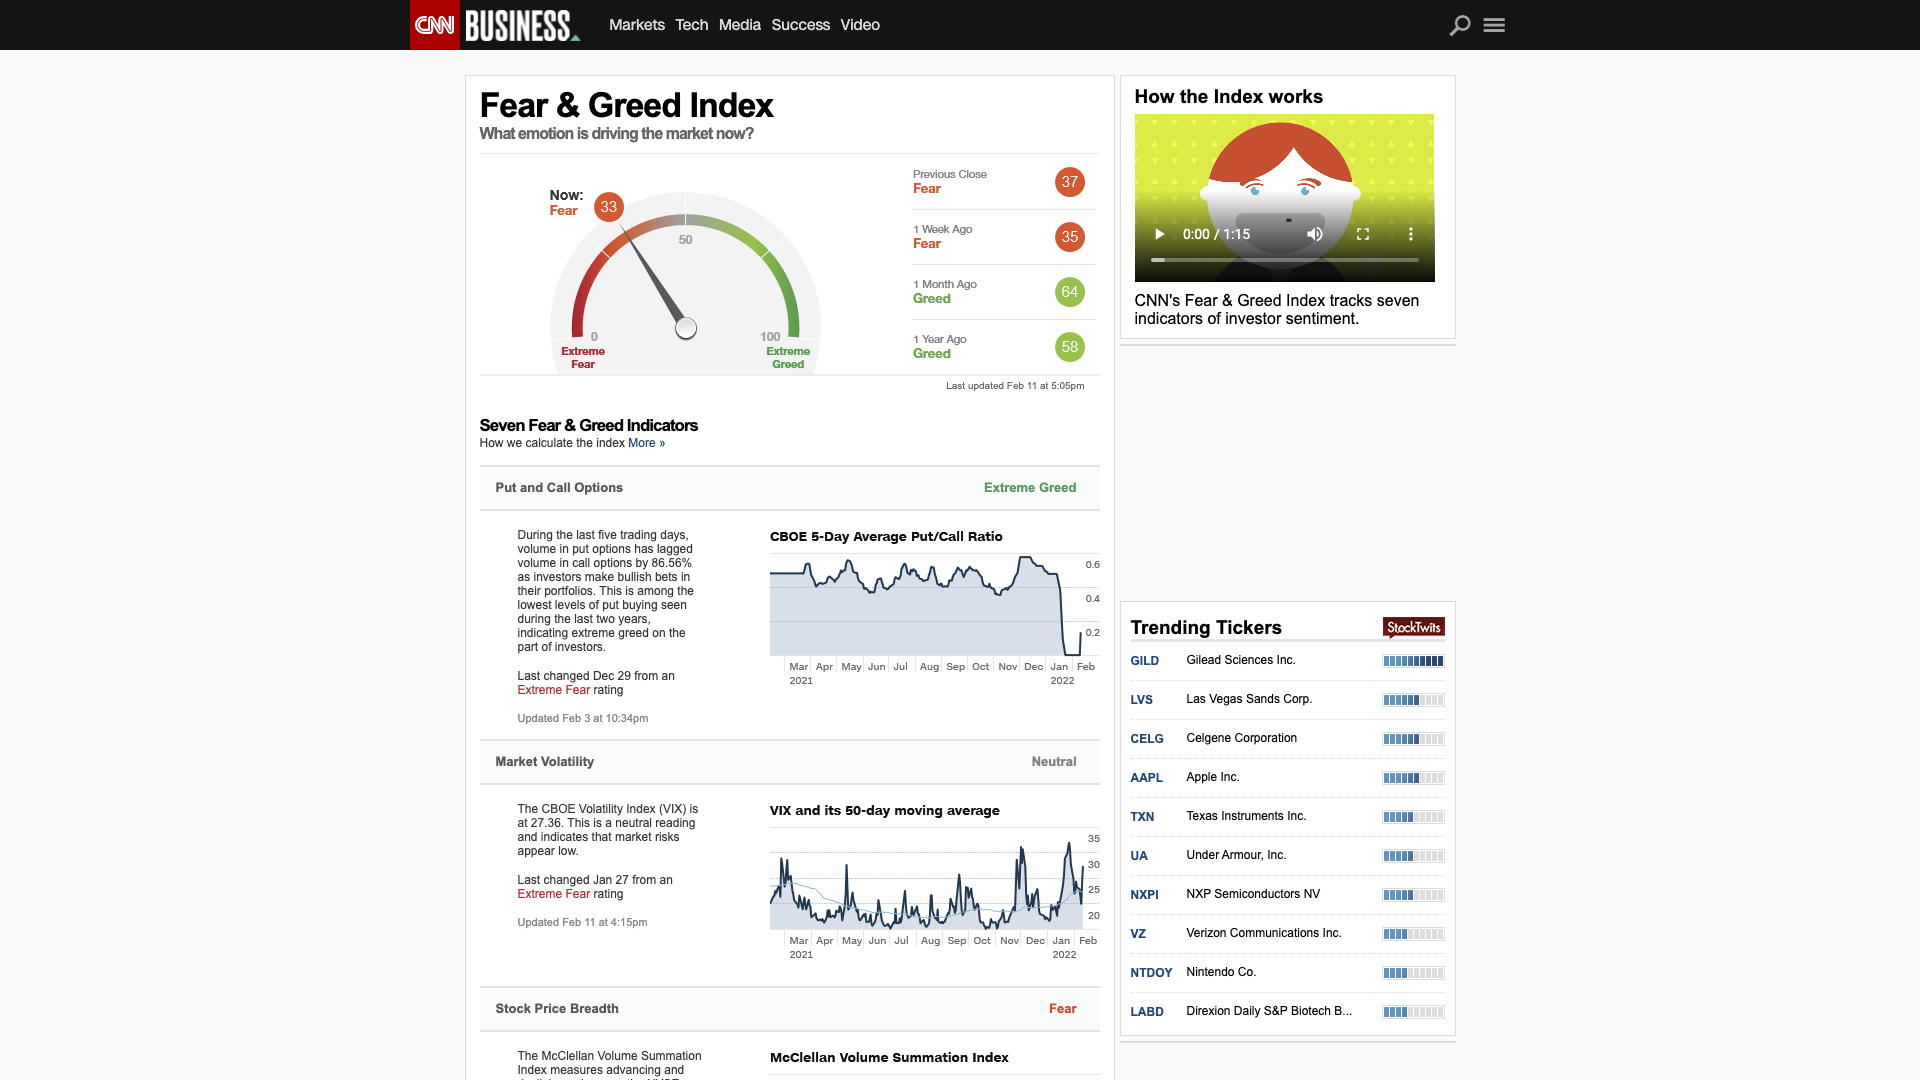 CNN BUSINESS
Markets Tech Media Success Video
Fear & Greed Index
What emotion is driving the market now?
Now:
Fear
33
50
0
100
Extreme
Fear
Extreme
Greed
Previous Close
Fear
37
1 Week Ago
Fear
35
1 Month Ago
Greed
64
1 Year Ago
Greed
58
Last updated Feb 11 at 5:05pm
Seven Fear & Greed Indicators
How we calculate the index More »
Put and Call Options
Extreme Greed
During the last five trading days,
volume in put options has lagged
volume in call options by 86.56%
as investors make bullish bets in
their portfolios. This is among the
lowest levels of put buying seen
during the last two years,
indicating extreme greed on the
part of investors.
Last changed Dec 29 from an
Extreme Fear rating
Updated Feb 3 at 10:34pm
CBOE 5-Day Average Put/Call Ratio
0.6
0.4
0.2
Mar Apr May Jun Jul Aug Sep Oct Nov Dec Jan Feb
2021 2022
Market Volatility
Neutral
The CBOE Volatility Index (VIX) is
at 27.36. This is a neutral reading
and indicates that market risks
appear low.
Last changed Jan 27 from an
Extreme Fear rating
Updated Feb 11 at 4:15pm
VIX and its 50-day moving average
35
30
25
20
Mar Apr May Jun Jul Aug Sep Oct Nov Dec Jan Feb
2021 2022
Stock Price Breadth
Fear
The McClellan Volume Summation
Index measures advancing and
McClellan Volume Summation Index
How the Index works
0:00 / 1:15
CNN's Fear & Greed Index tracks seven
indicators of investor sentiment.
Trending Tickers
StockTwits
GILD Gilead Sciences Inc.
LVS Las Vegas Sands Corp.
CELG Celgene Corporation
AAPL Apple Inc.
TXN Texas Instruments Inc.
UA Under Armour, Inc.
NXPI NXP Semiconductors NV
VZ Verizon Communications Inc.
NTDOY Nintendo Co.
LABD Direxion Daily S&P Biotech B...